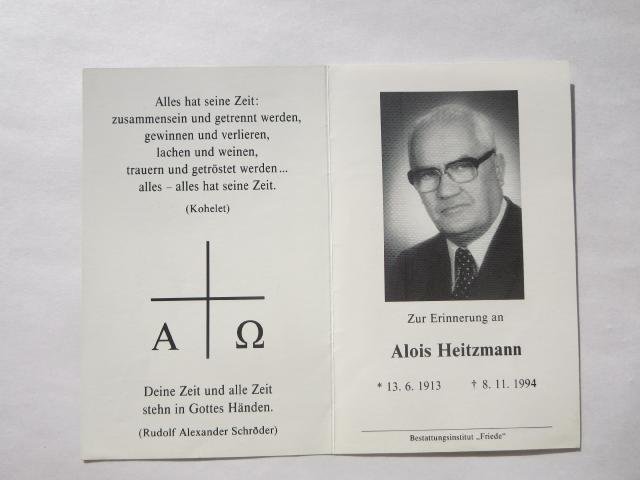 Alles hat seine Zeit:
zusammensein und getrennt werden,
gewinnen und verlieren,
lachen und weinen,
trauern und getröstet werden...
alles – alles hat seine Zeit.
(Kohelet)
Α Ω
Deine Zeit und alle Zeit
stehn in Gottes Händen.
(Rudolf Alexander Schröder)
Zur Erinnerung an
Alois Heitzmann
* 13. 6. 1913 † 8. 11. 1994
Bestattungsinstitut „Friede“